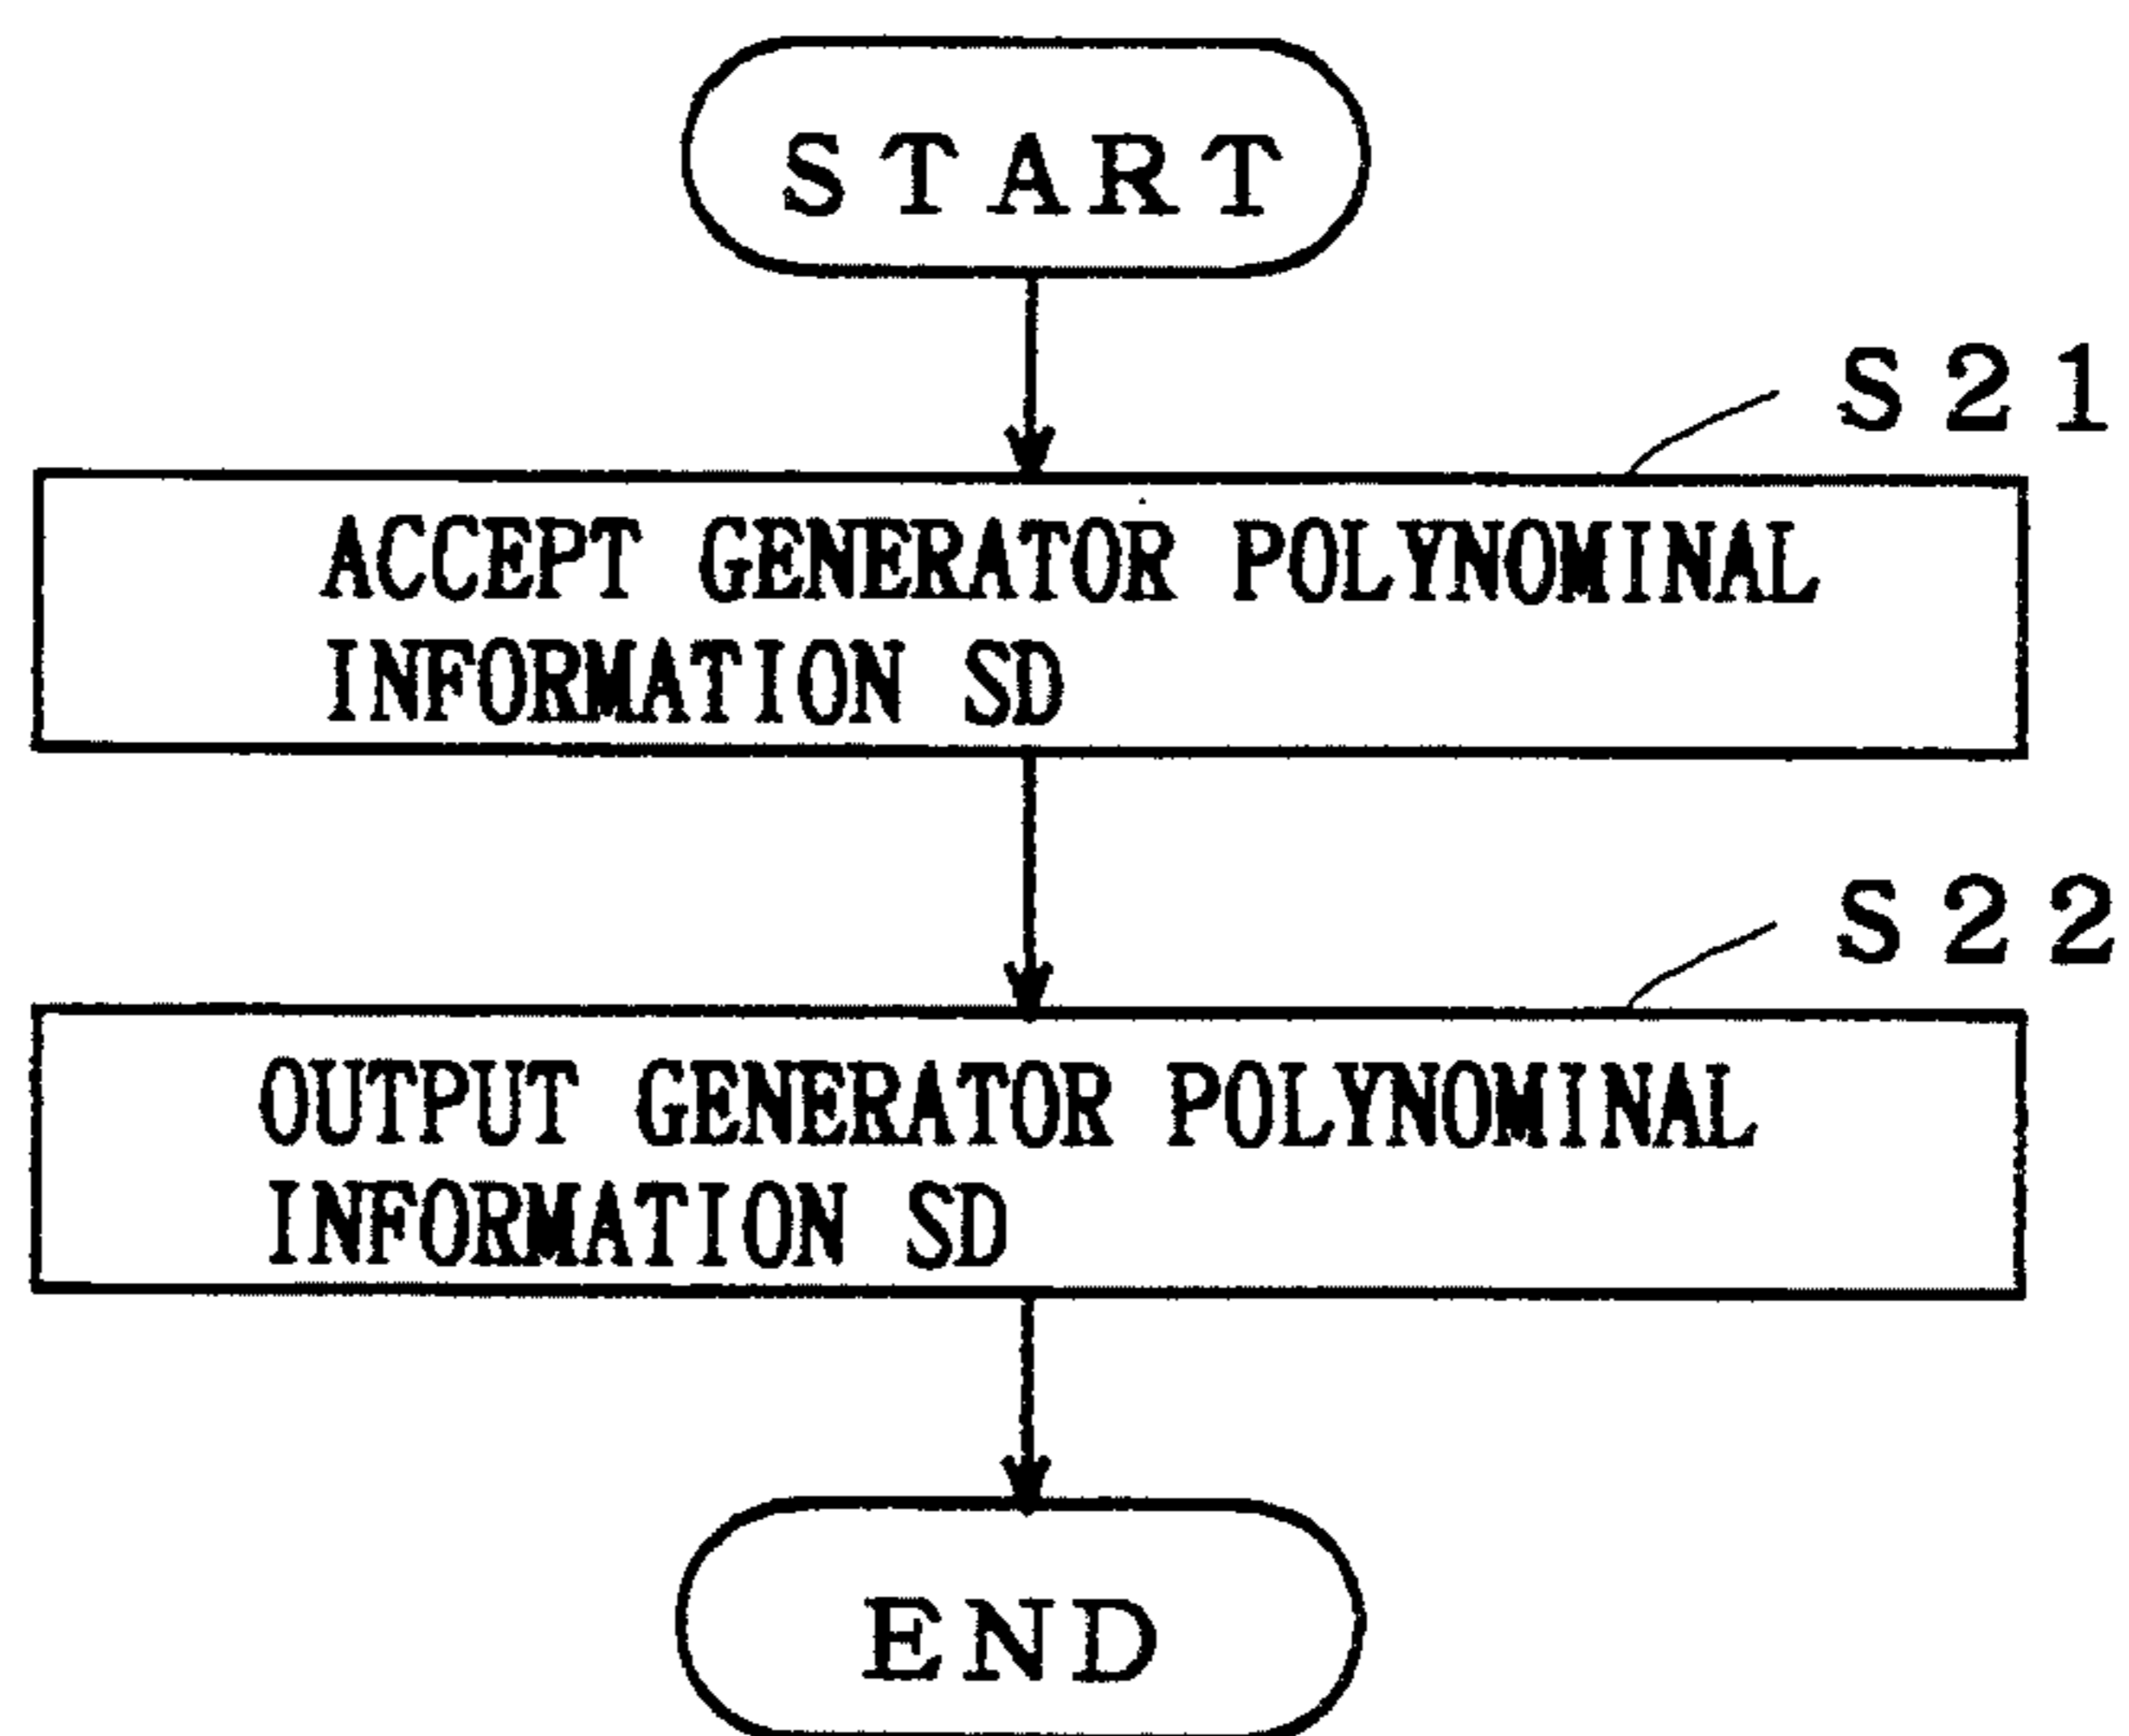 START
S21
ACCEPT GENERATOR POLYNOMINAL
INFORMATION SD
S22
OUTPUT GENERATOR POLYNOMINAL
INFORMATION SD
END